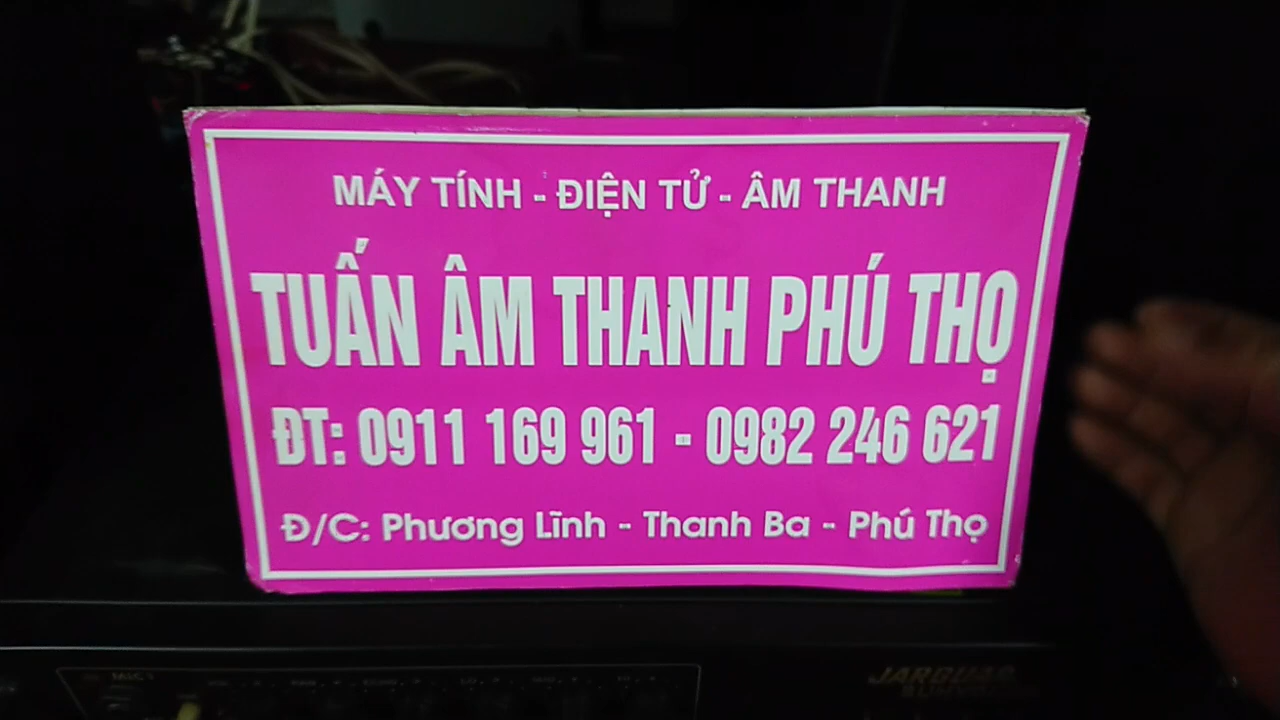 MÁY TÍNH - ĐIỆN TỬ - ÂM THANH
TUẤN ÂM THANH PHÚ THỌ
ĐT: 0911 169 961 - 0982 246 621
Đ/C: Phương Lĩnh - Thanh Ba - Phú Thọ
JARGUAR